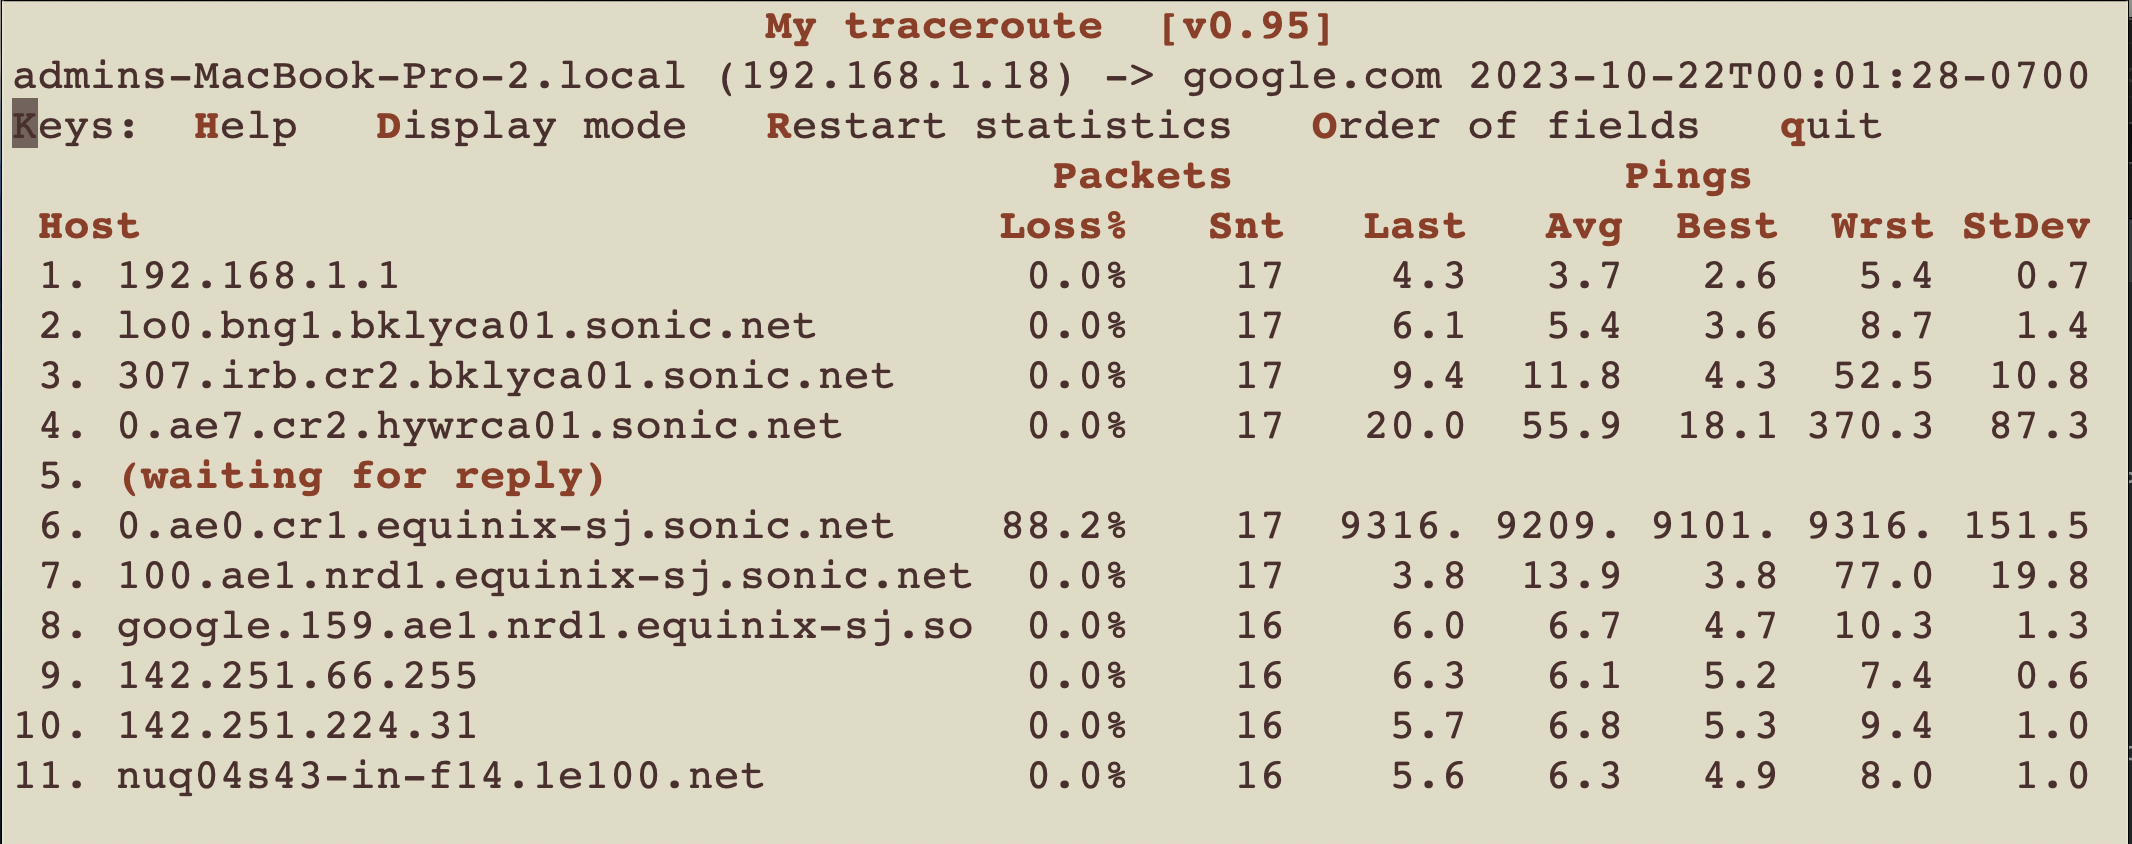 My traceroute  [v0.95]
admins-MacBook-Pro-2.local (192.168.1.18) -> google.com 2023-10-22T00:01:28-0700
Keys:  Help   Display mode   Restart statistics   Order of fields   quit
Packets               Pings
Host                                  Loss%   Snt   Last   Avg  Best  Wrst StDev
1. 192.168.1.1                        0.0%    17    4.3   3.7   2.6   5.4   0.7
2. lo0.bng1.bklyca01.sonic.net        0.0%    17    6.1   5.4   3.6   8.7   1.4
3. 307.irb.cr2.bklyca01.sonic.net     0.0%    17    9.4  11.8   4.3  52.5  10.8
4. 0.ae7.cr2.hywrca01.sonic.net       0.0%    17   20.0  55.9  18.1 370.3  87.3
5. (waiting for reply)
6. 0.ae0.cr1.equinix-sj.sonic.net    88.2%    17   9316. 9209. 9101. 9316. 151.5
7. 100.ae1.nrd1.equinix-sj.sonic.net  0.0%    17    3.8  13.9   3.8  77.0  19.8
8. google.159.ae1.nrd1.equinix-sj.so  0.0%    16    6.0   6.7   4.7  10.3   1.3
9. 142.251.66.255                     0.0%    16    6.3   6.1   5.2   7.4   0.6
10. 142.251.224.31                    0.0%    16    5.7   6.8   5.3   9.4   1.0
11. nuq04s43-in-f14.1e100.net         0.0%    16    5.6   6.3   4.9   8.0   1.0